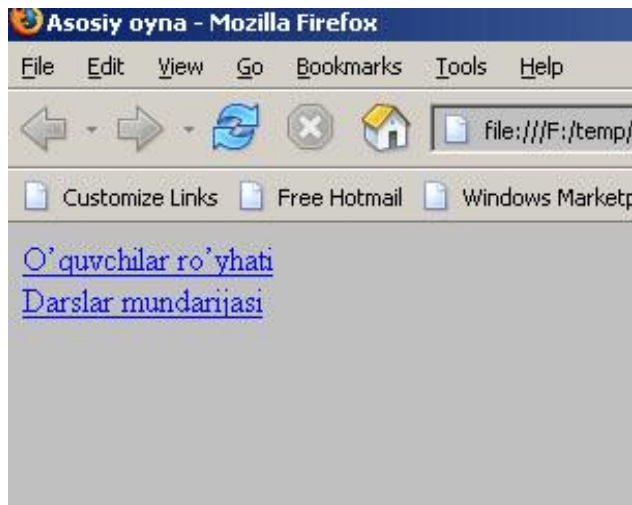 Asosiy oyna - Mozilla Firefox
File Edit View Go Bookmarks Tools Help
file:///F:/temp/
Customize Links Free Hotmail Windows Marketp
O’quvchilar ro’yhati
Darslar mundarijasi